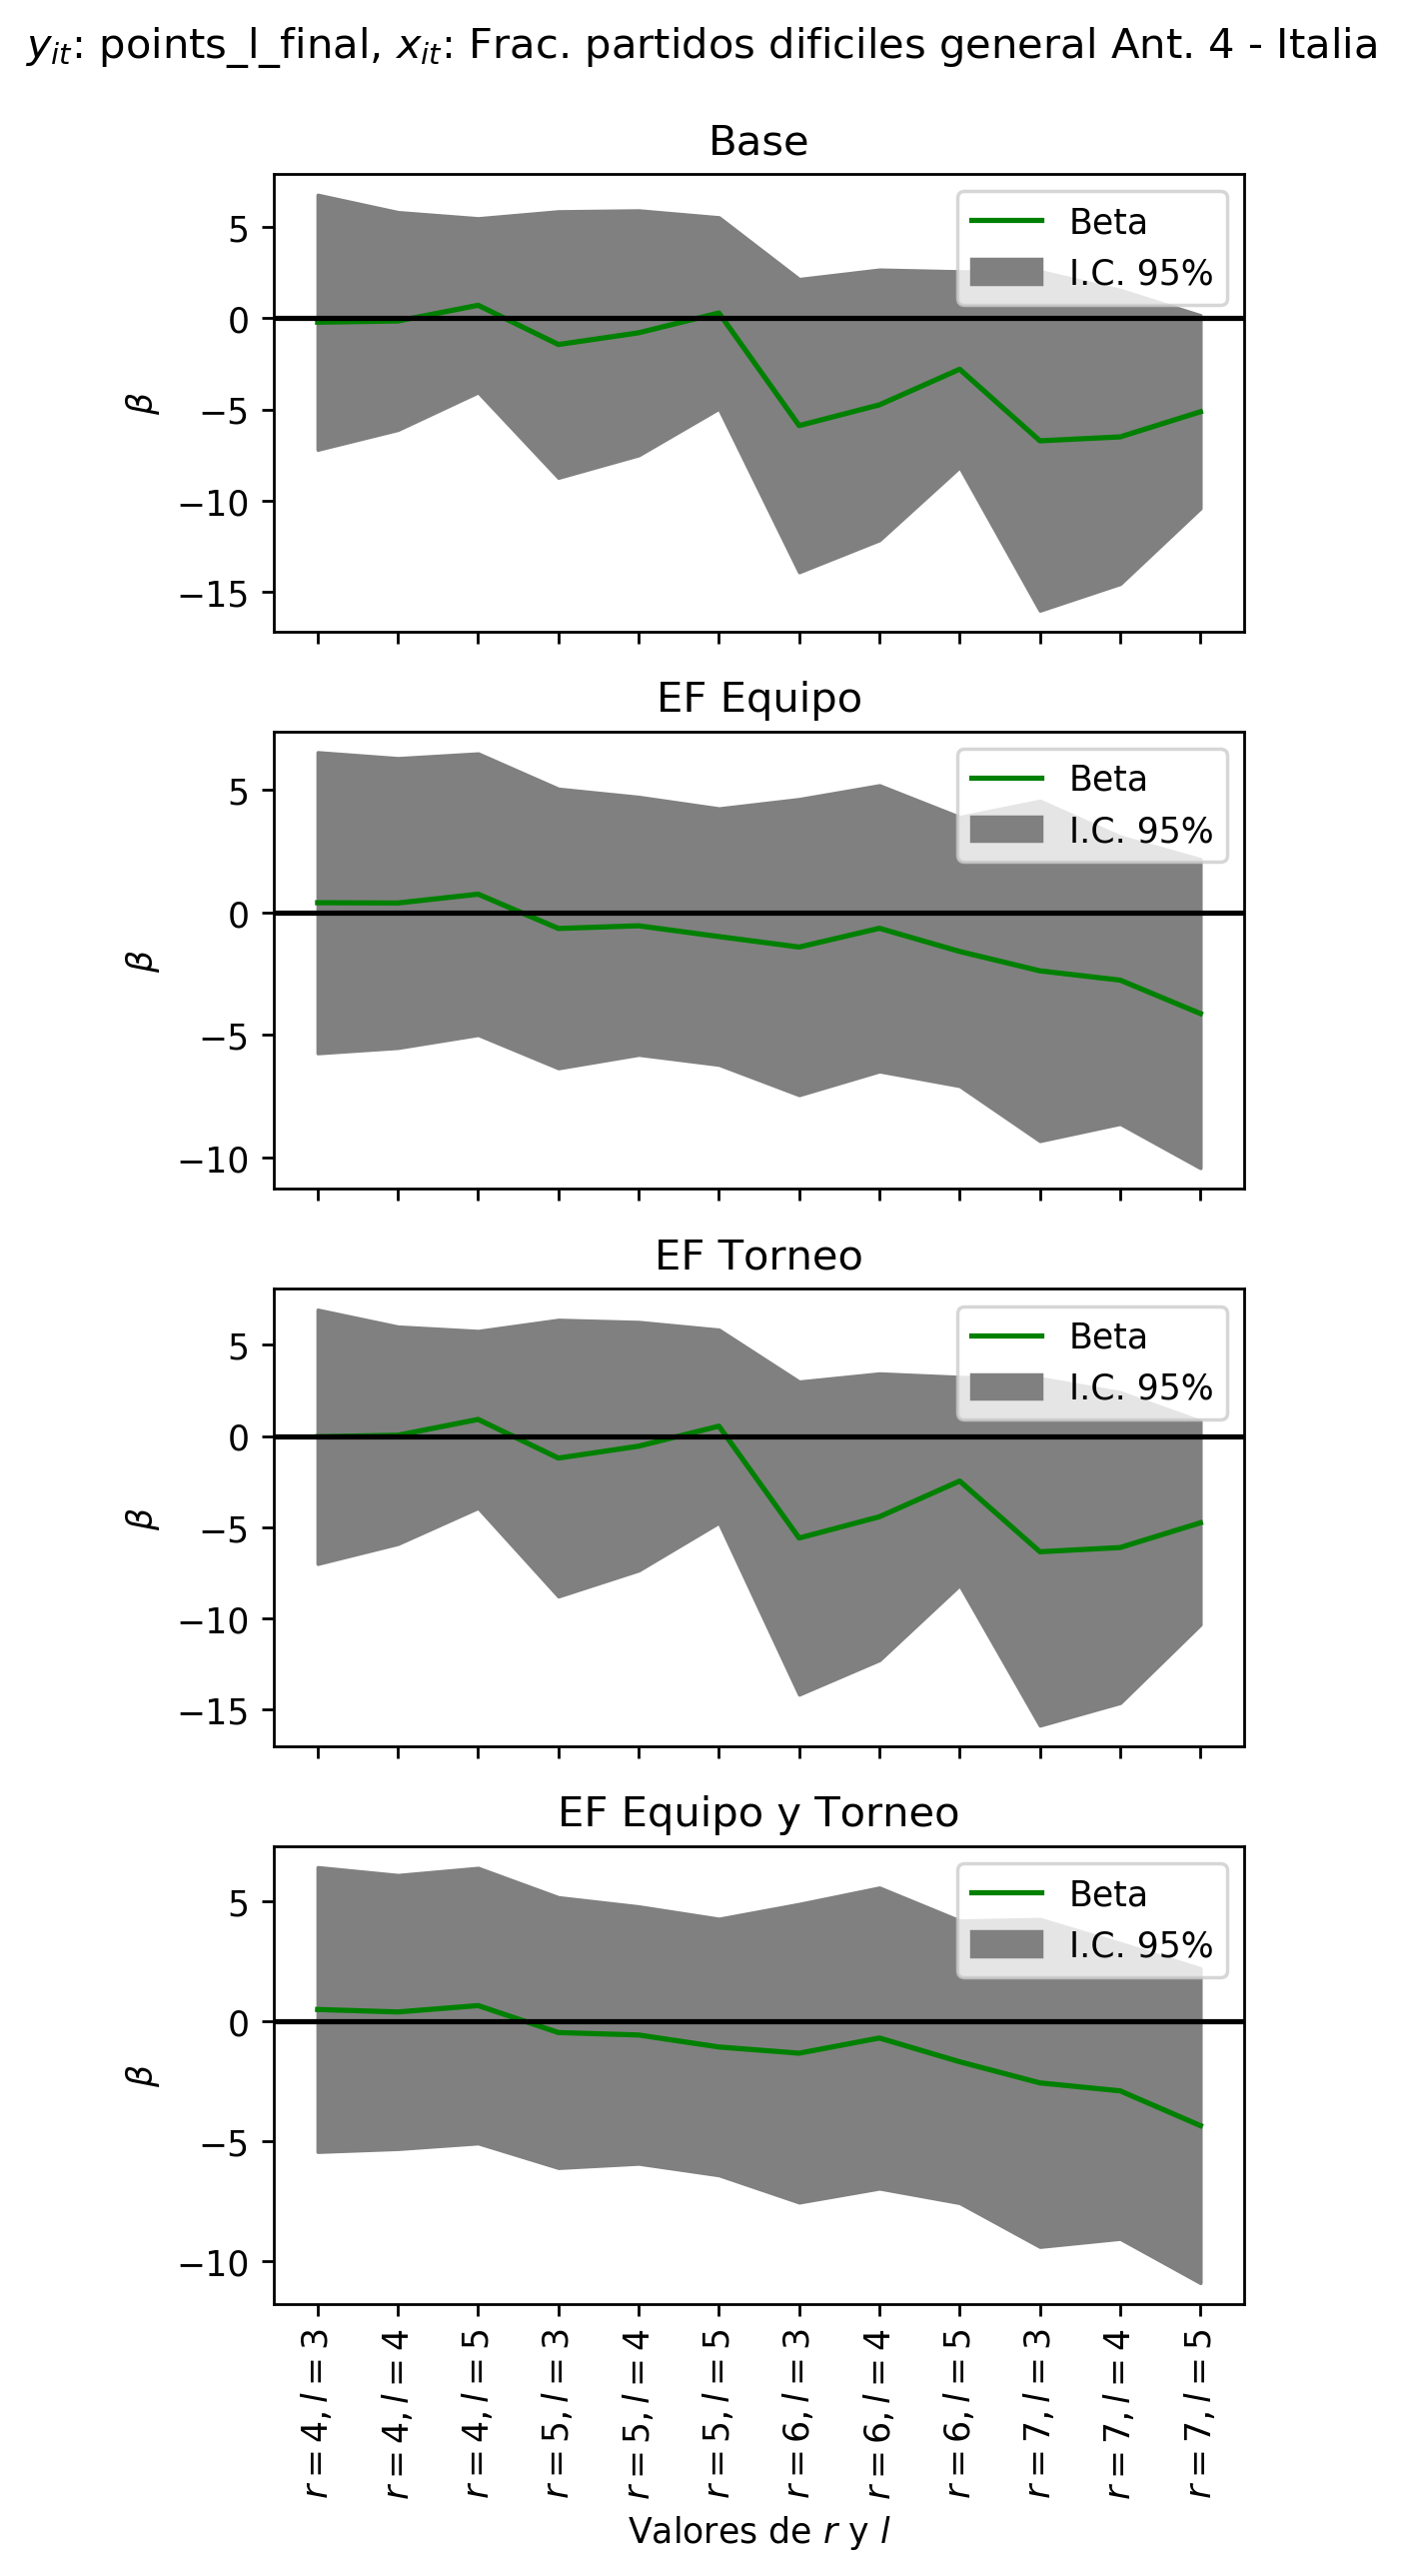 y_it: points_l_final, x_it: Frac. partidos dificiles general Ant. 4 - Italia
Base
5
0
−5
−10
−15
β
Beta
I.C. 95%
EF Equipo
5
0
−5
−10
β
Beta
I.C. 95%
EF Torneo
5
0
−5
−10
−15
β
Beta
I.C. 95%
EF Equipo y Torneo
5
0
−5
−10
β
Beta
I.C. 95%
r = 4, l = 3
r = 4, l = 4
r = 4, l = 5
r = 5, l = 3
r = 5, l = 4
r = 5, l = 5
r = 6, l = 3
r = 6, l = 4
r = 6, l = 5
r = 7, l = 3
r = 7, l = 4
r = 7, l = 5
Valores de r y l